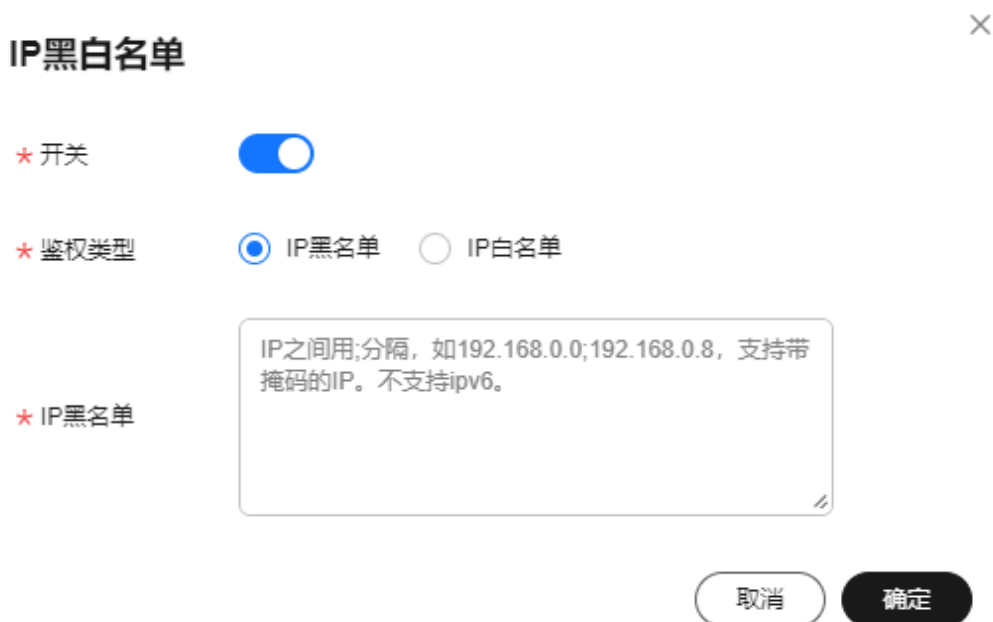 IP黑白名单
* 开关
* 鉴权类型
IP黑名单
IP白名单
* IP黑名单
IP之间用;分隔，如192.168.0.0;192.168.0.8，支持带
掩码的IP。不支持ipv6。
取消
确定